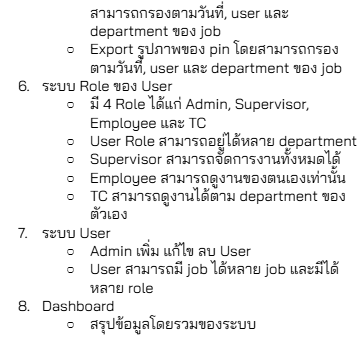 สามารถกรองตามวันที่, user และ
department ของ job
○ Export รูปภาพของ pin โดยสามารถกรอง
ตามวันที่, user และ department ของ job
6. ระบบ Role ของ User
○ มี 4 Role ได้แก่ Admin, Supervisor,
Employee และ TC
○ User Role สามารถอยู่ได้หลาย department
○ Supervisor สามารถจัดการงานทั้งหมดได้
○ Employee สามารถดูงานของตนเองเท่านั้น
○ TC สามารถดูงานได้ตาม department ของ
ตัวเอง
7. ระบบ User
○ Admin เพิ่ม แก้ไข ลบ User
○ User สามารถมี job ได้หลาย job และมีได้
หลาย role
8. Dashboard
○ สรุปข้อมูลโดยรวมของระบบ